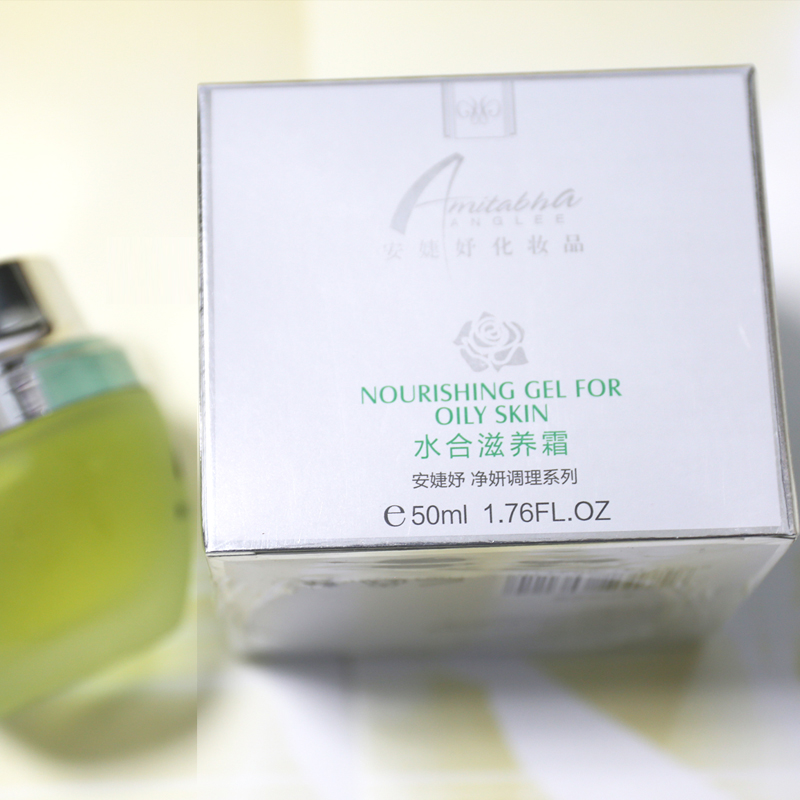 Amitabha
ANGLEE
安婕妤化妆品
NOURISHING GEL FOR
OILY SKIN
水合滋养霜
安婕妤 净妍调理系列
℮50ml 1.76FL.OZ